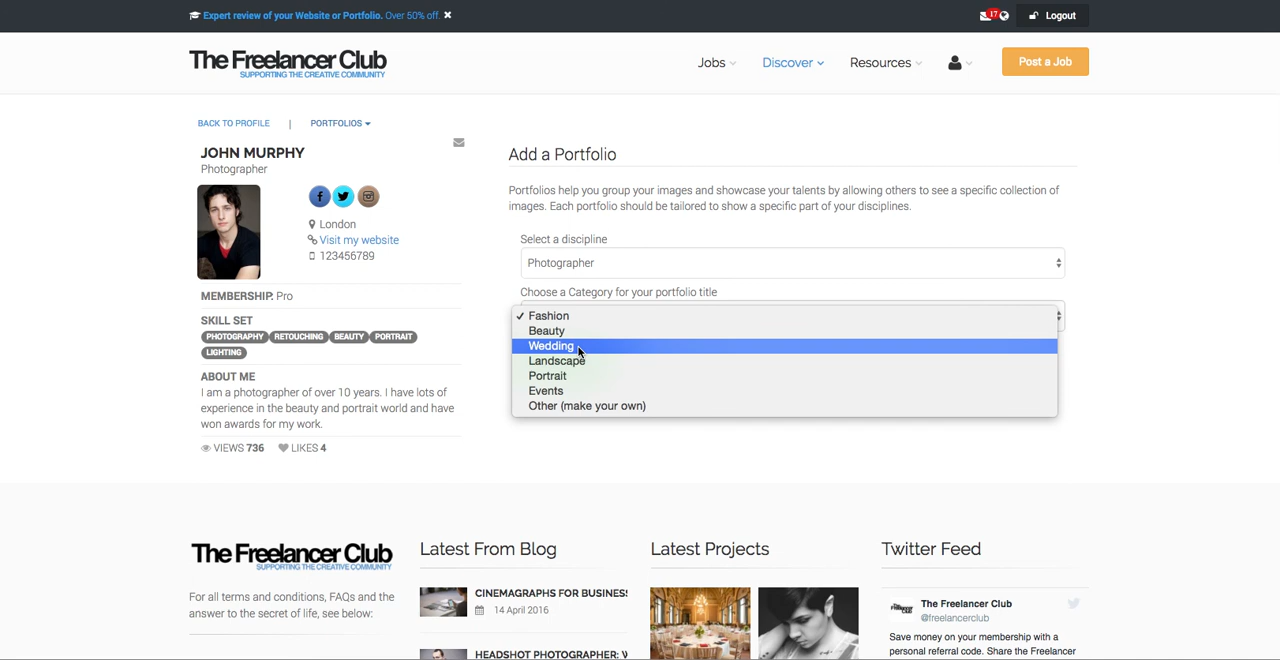 Expert review of your Website or Portfolio. Over 50% off.
17
Logout
The Freelancer Club
SUPPORTING THE CREATIVE COMMUNITY
Jobs
Discover
Resources
Post a Job
BACK TO PROFILE | PORTFOLIOS
JOHN MURPHY
Photographer
London
Visit my website
123456789
MEMBERSHIP: Pro
SKILL SET
PHOTOGRAPHY RETOUCHING BEAUTY PORTRAIT
LIGHTING
ABOUT ME
I am a photographer of over 10 years. I have lots of
experience in the beauty and portrait world and have
won awards for my work.
VIEWS 736 LIKES 4
Add a Portfolio
Portfolios help you group your images and showcase your talents by allowing others to see a specific collection of
images. Each portfolio should be tailored to show a specific part of your disciplines.
Select a discipline
Photographer
Choose a Category for your portfolio title
✓ Fashion
Beauty
Wedding
Landscape
Portrait
Events
Other (make your own)
The Freelancer Club
SUPPORTING THE CREATIVE COMMUNITY
For all terms and conditions, FAQs and the
answer to the secret of life, see below:
Latest From Blog
CINEMAGRAPHS FOR BUSINESS
14 April 2016
HEADSHOT PHOTOGRAPHER:
Latest Projects
Twitter Feed
The Freelancer Club
@freelancerclub
Save money on your membership with a
personal referral code. Share the Freelancer